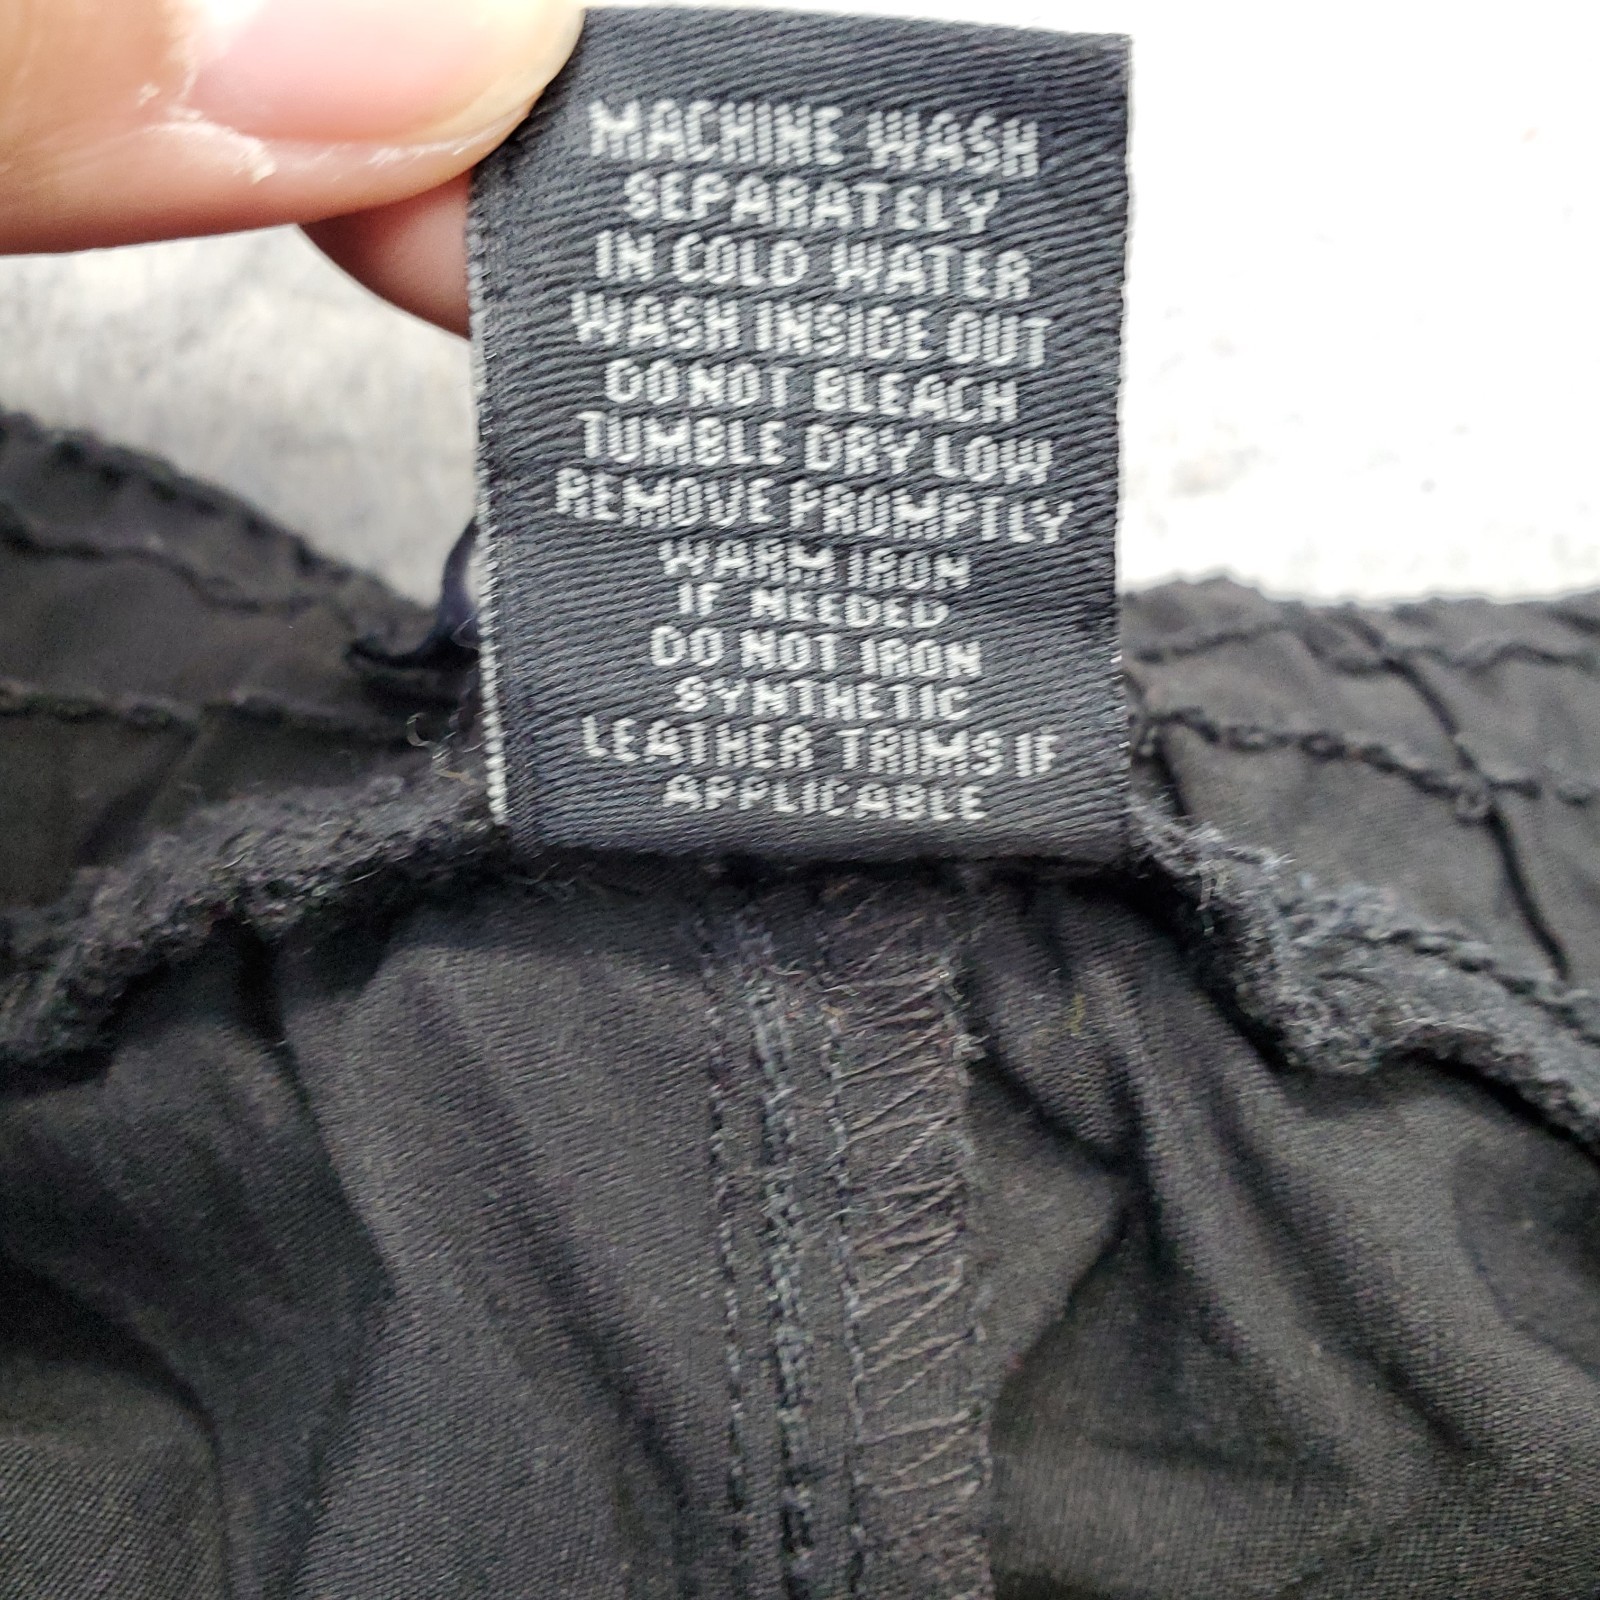 MACHINE WASH
SEPARATELY
IN COLD WATER
WASH INSIDE OUT
DO NOT BLEACH
TUMBLE DRY LOW
REMOVE PROMPTLY
WARM IRON
IF NEEDED
DO NOT IRON
SYNTHETIC
LEATHER TRIMS IF
APPLICABLE